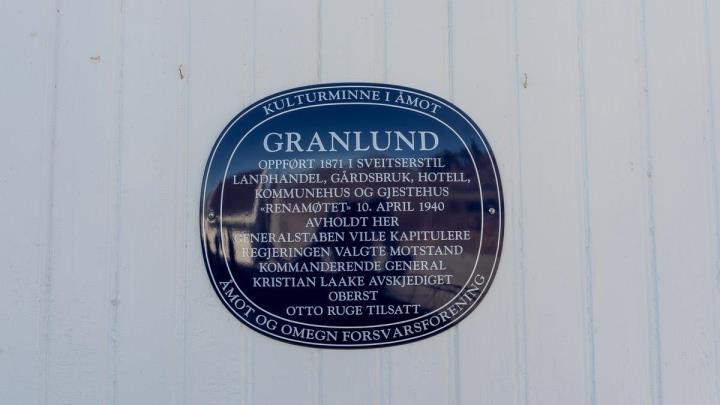 KULTURMINNE I ÅMOT
GRANLUND
OPPFØRT 1871 I SVEITSERSTIL
LANDHANDEL, GÅRDSBRUK, HOTELL,
KOMMUNEHUS OG GJESTEHUS
«RENAMØTET» 10. APRIL 1940
AVHOLDT HER
GENERALSTABEN VILLE KAPITULERE
REGJERINGEN VALGTE MOTSTAND
KOMMANDERENDE GENERAL
KRISTIAN LAAKE AVSKJEDIGET
OBERST
OTTO RUGE TILSATT
ÅMOT OG OMEGN FORSVARSFORENING